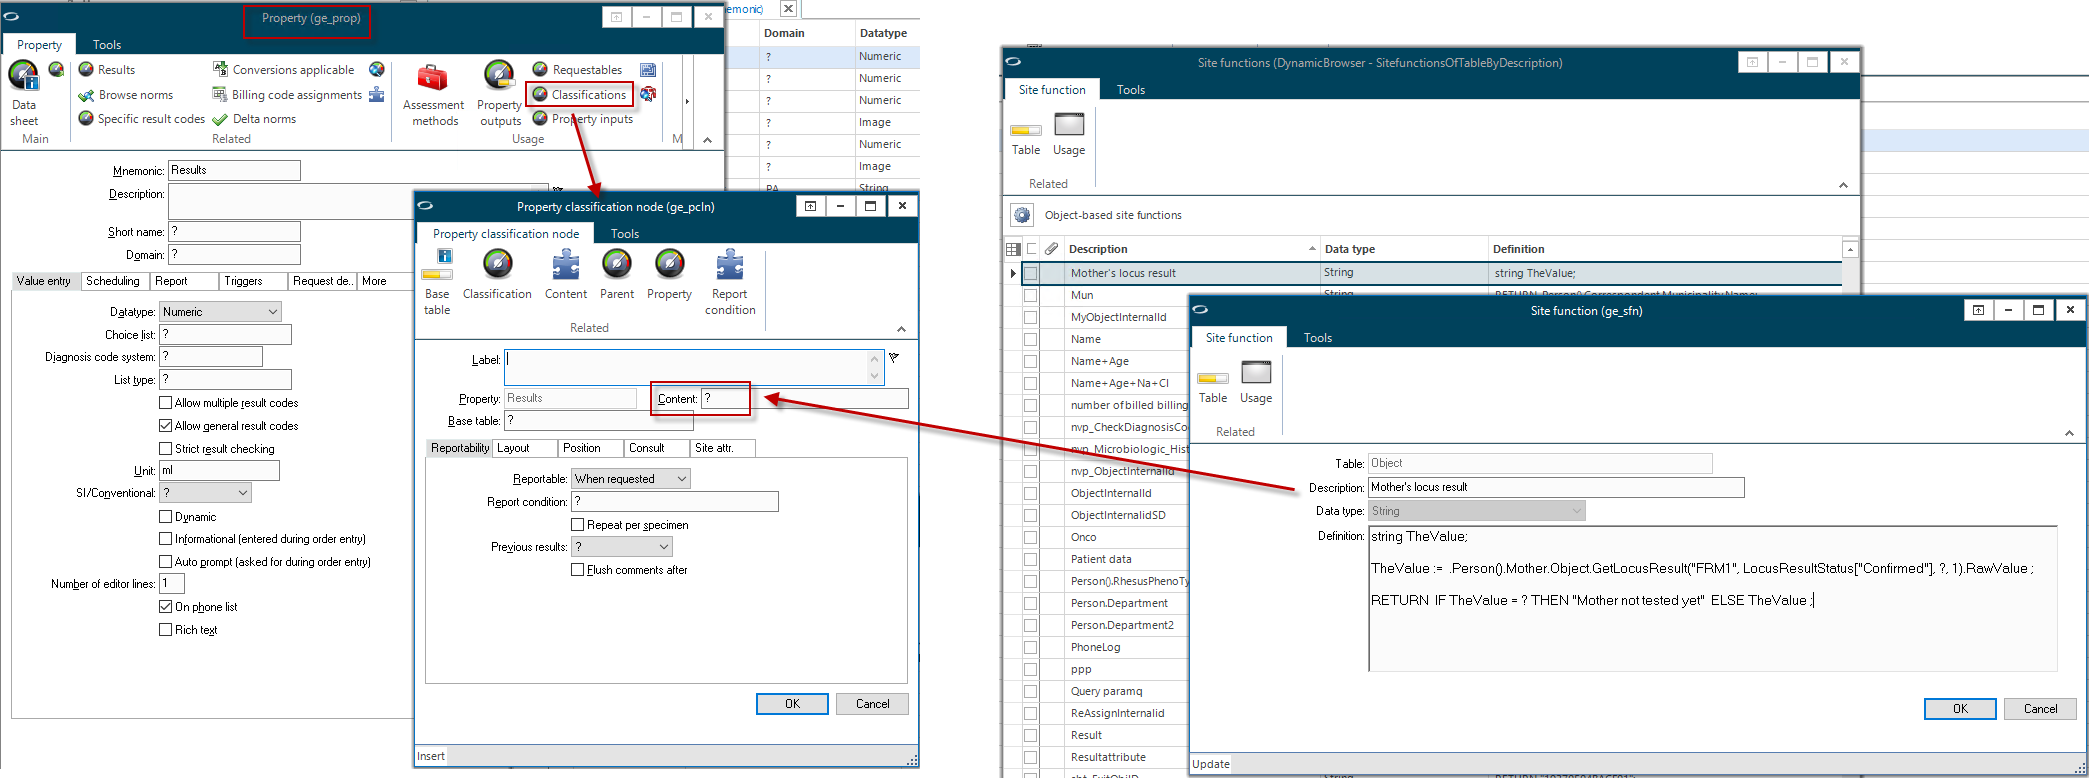 Property (ge_prop)
Property
Tools
Data sheet
Main
Results
Browse norms
Specific result codes
Conversions applicable
Billing code assignments
Delta norms
Related
Assessment methods
Property outputs
Requestables
Classifications
Property inputs
Usage
M
Mnemonic: Results
Description:
Short name: ?
Domain: ?
Value entry
Scheduling
Report
Triggers
Request de..
More
Datatype: Numeric
Choice list: ?
Diagnosis code system: ?
List type: ?
Allow multiple result codes
Allow general result codes
Strict result checking
Unit: ml
SI/Conventional: ?
Dynamic
Informational (entered during order entry)
Auto prompt (asked for during order entry)
Number of editor lines: 1
On phone list
Rich text
nemonic)
Domain Datatype
? Numeric
? Numeric
? Numeric
? Image
? Numeric
? Image
PA String
Property classification node (ge_pcln)
Property classification node
Tools
Base table
Classification
Content
Parent
Property
Report condition
Related
Label:
Property: Results
Content: ?
Base table: ?
Reportability
Layout
Position
Consult
Site attr.
Reportable: When requested
Report condition: ?
Repeat per specimen
Previous results: ?
Flush comments after
OK
Cancel
Insert
Site functions (DynamicBrowser - SitefunctionsOfTableByDescription)
Site function
Tools
Table
Usage
Related
Object-based site functions
Description Data type Definition
Mother's locus result String string TheValue;
Mun String RETURN .Person().Correspondent.Municipality.Name;
MyObjectInternalId
Name
Name+Age
Name+Age+Na+Cl
number of billed billing
nvp_CheckDiagnosisCo
nvp_Microbiologic_Hist
nvp_ObjectInternalId
ObjectInternalId
ObjectInternalidSD
Onco
Patient data
Person().RhesusPhenoTy
Person.Department
Person.Department2
PhoneLog
ppp
Query paramq
ReAssignInternalid
Result
Resultattribute
Site function (ge_sfn)
Site function
Tools
Table
Usage
Related
Table: Object
Description: Mother's locus result
Data type: String
Definition: string TheValue;
TheValue := .Person().Mother.Object.GetLocusResult("FRM1", LocusResultStatus["Confirmed"], ?, 1).RawValue ;
RETURN IF TheValue = ? THEN "Mother not tested yet" ELSE TheValue ;
OK
Cancel
Update